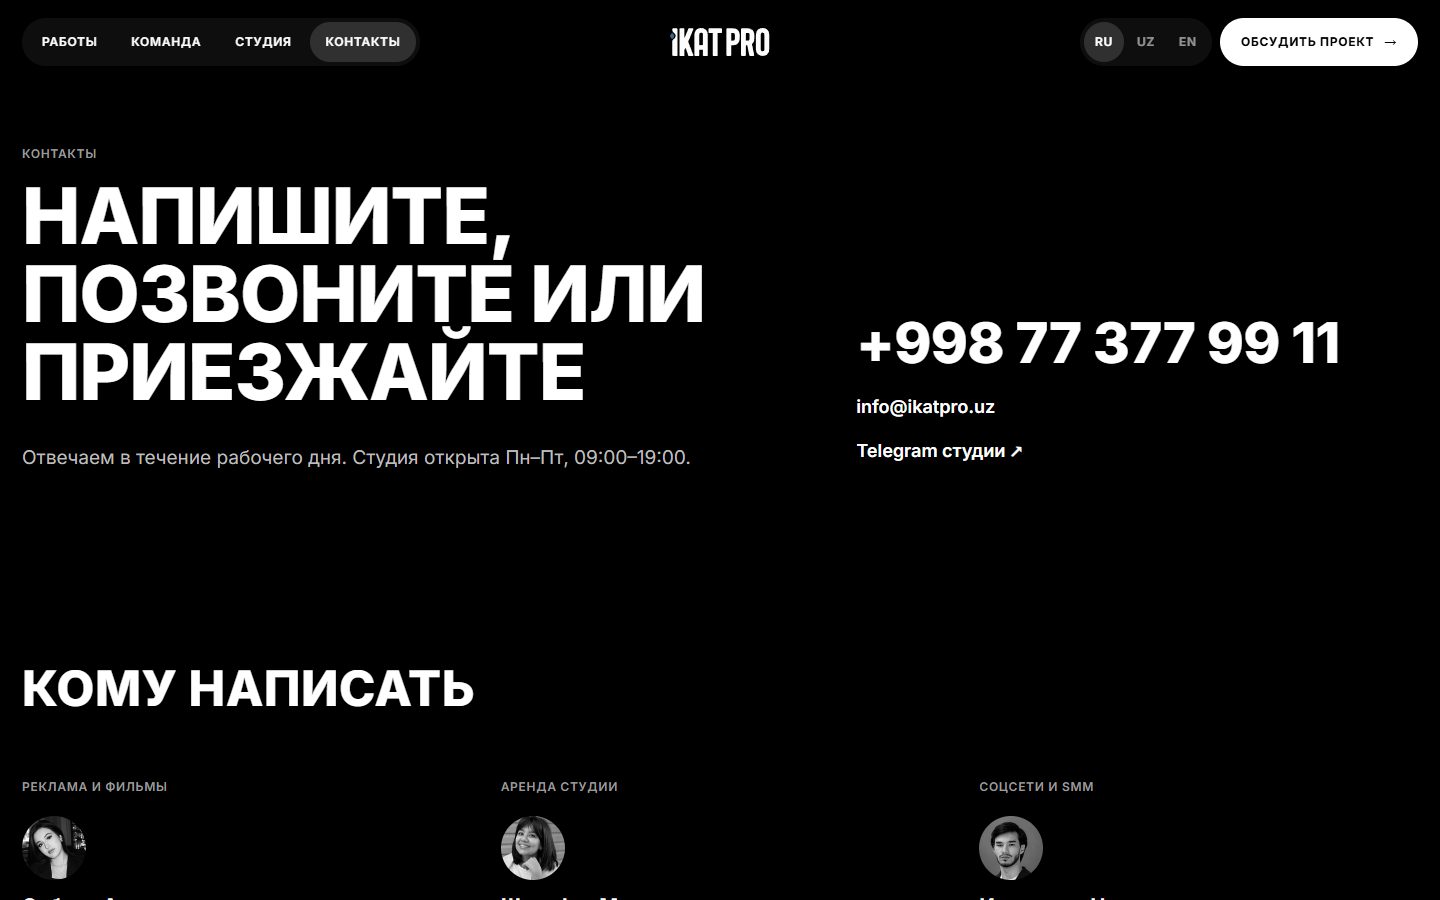 РАБОТЫ
КОМАНДА
СТУДИЯ
КОНТАКТЫ
iKAT PRO
RU
UZ
EN
ОБСУДИТЬ ПРОЕКТ →
КОНТАКТЫ
НАПИШИТЕ,
ПОЗВОНИТЕ ИЛИ
ПРИЕЗЖАЙТЕ
Отвечаем в течение рабочего дня. Студия открыта Пн–Пт, 09:00–19:00.
+998 77 377 99 11
info@ikatpro.uz
Telegram студии ↗
КОМУ НАПИСАТЬ
РЕКЛАМА И ФИЛЬМЫ
АРЕНДА СТУДИИ
СОЦСЕТИ И SMM